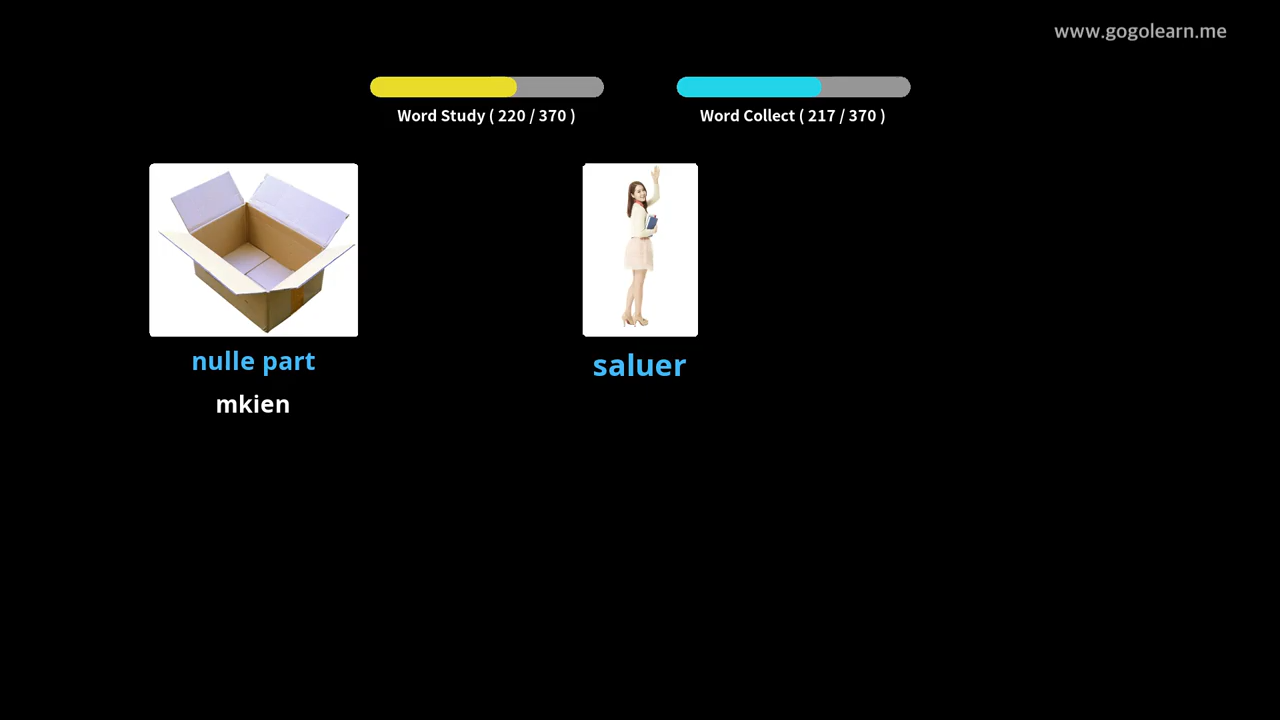 www.gogolearn.me
Word Study ( 220 / 370 )
Word Collect ( 217 / 370 )
nulle part
mkien
saluer